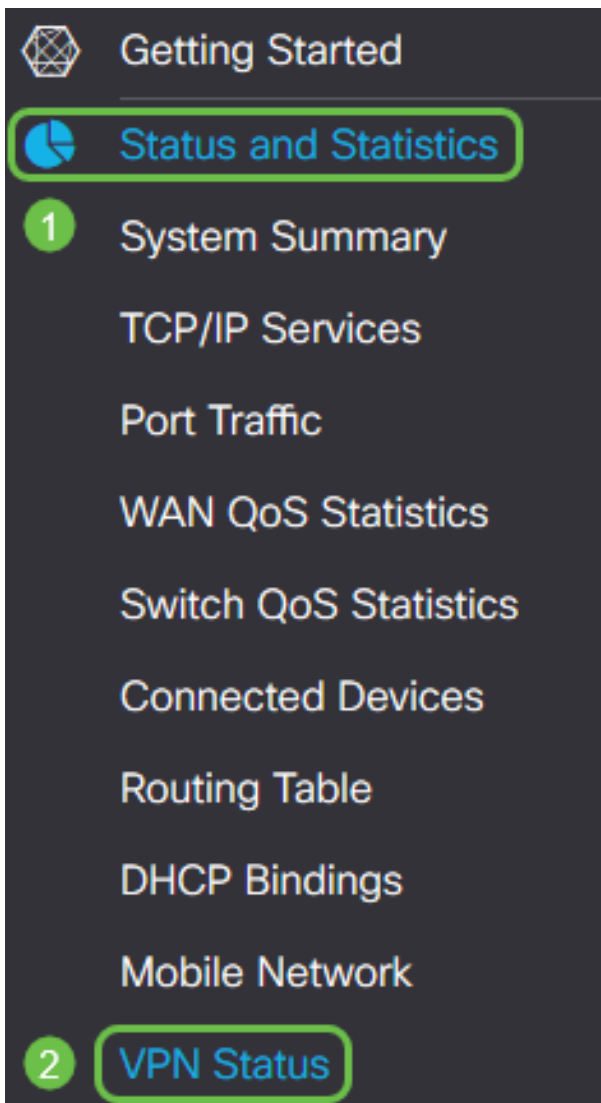 Getting Started
Status and Statistics
1
System Summary
TCP/IP Services
Port Traffic
WAN QoS Statistics
Switch QoS Statistics
Connected Devices
Routing Table
DHCP Bindings
Mobile Network
2 VPN Status